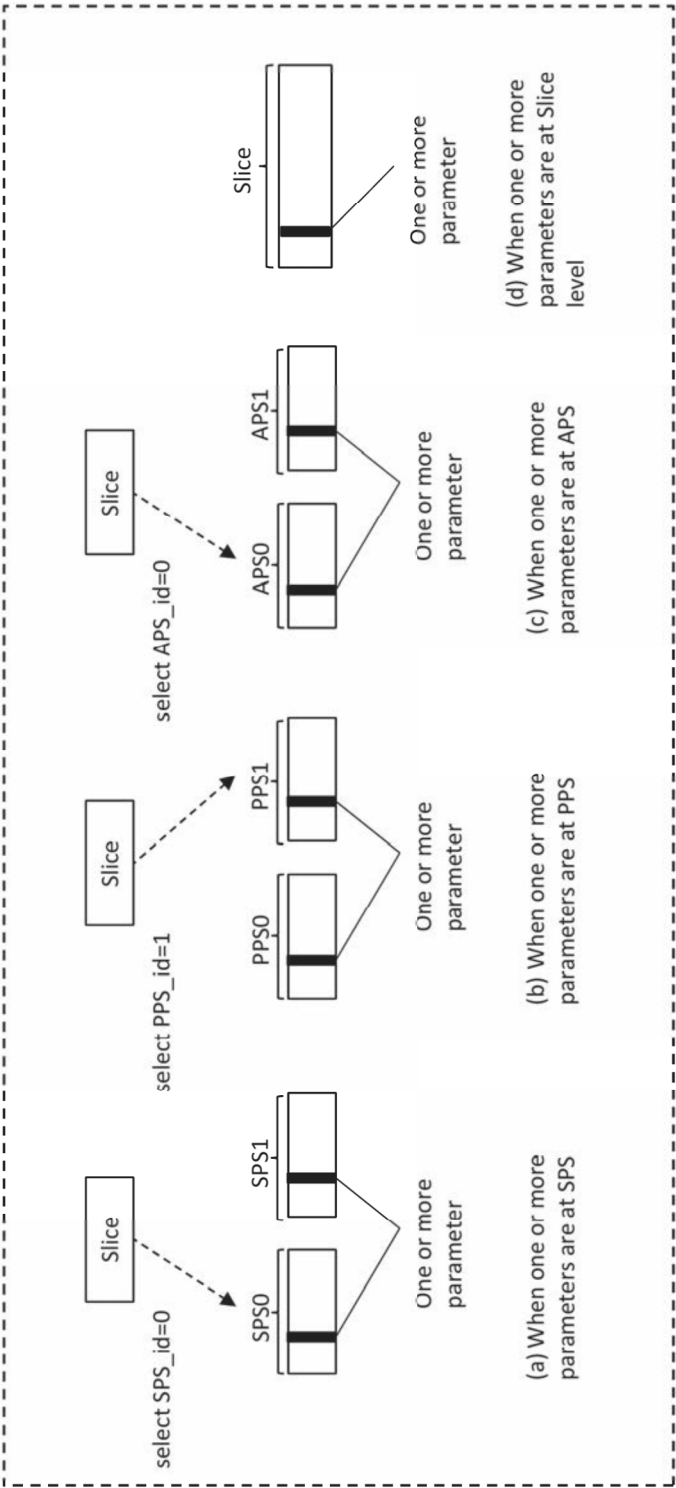 Slice
select SPS_id=0
SPS0
SPS1
One or more
parameter
(a) When one or more
parameters are at SPS
Slice
select PPS_id=1
PPS0
PPS1
One or more
parameter
(b) When one or more
parameters are at PPS
Slice
select APS_id=0
APS0
APS1
One or more
parameter
(c) When one or more
parameters are at APS
Slice
One or more
parameter
(d) When one or more
parameters are at Slice
level